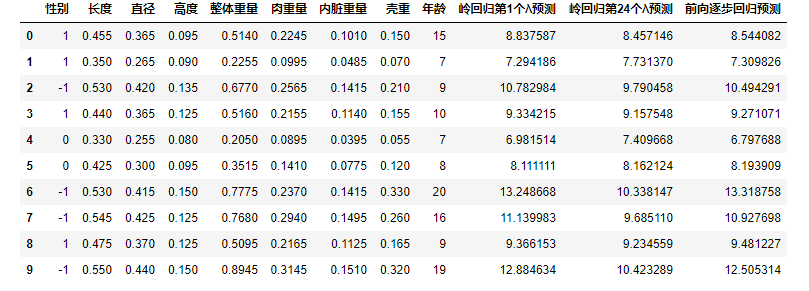 性别 长度 直径 高度 整体重量 肉重量 内脏重量 壳重 年龄 岭回归第1个λ预测 岭回归第24个λ预测 前向逐步回归预测
0 1 0.455 0.365 0.095 0.5140 0.2245 0.1010 0.150 15 8.837587 8.457146 8.544082
1 1 0.350 0.265 0.090 0.2255 0.0995 0.0485 0.070 7 7.294186 7.731370 7.309826
2 -1 0.530 0.420 0.135 0.6770 0.2565 0.1415 0.210 9 10.782984 9.790458 10.494291
3 1 0.440 0.365 0.125 0.5160 0.2155 0.1140 0.155 10 9.334215 9.157548 9.271071
4 0 0.330 0.255 0.080 0.2050 0.0895 0.0395 0.055 7 6.981514 7.409668 6.797688
5 0 0.425 0.300 0.095 0.3515 0.1410 0.0775 0.120 8 8.111111 8.162124 8.193909
6 -1 0.530 0.415 0.150 0.7775 0.2370 0.1415 0.330 20 13.248668 10.338147 13.318758
7 -1 0.545 0.425 0.125 0.7680 0.2940 0.1495 0.260 16 11.139983 9.685110 10.927698
8 1 0.475 0.370 0.125 0.5095 0.2165 0.1125 0.165 9 9.366153 9.234559 9.481227
9 -1 0.550 0.440 0.150 0.8945 0.3145 0.1510 0.320 19 12.884634 10.423289 12.505314